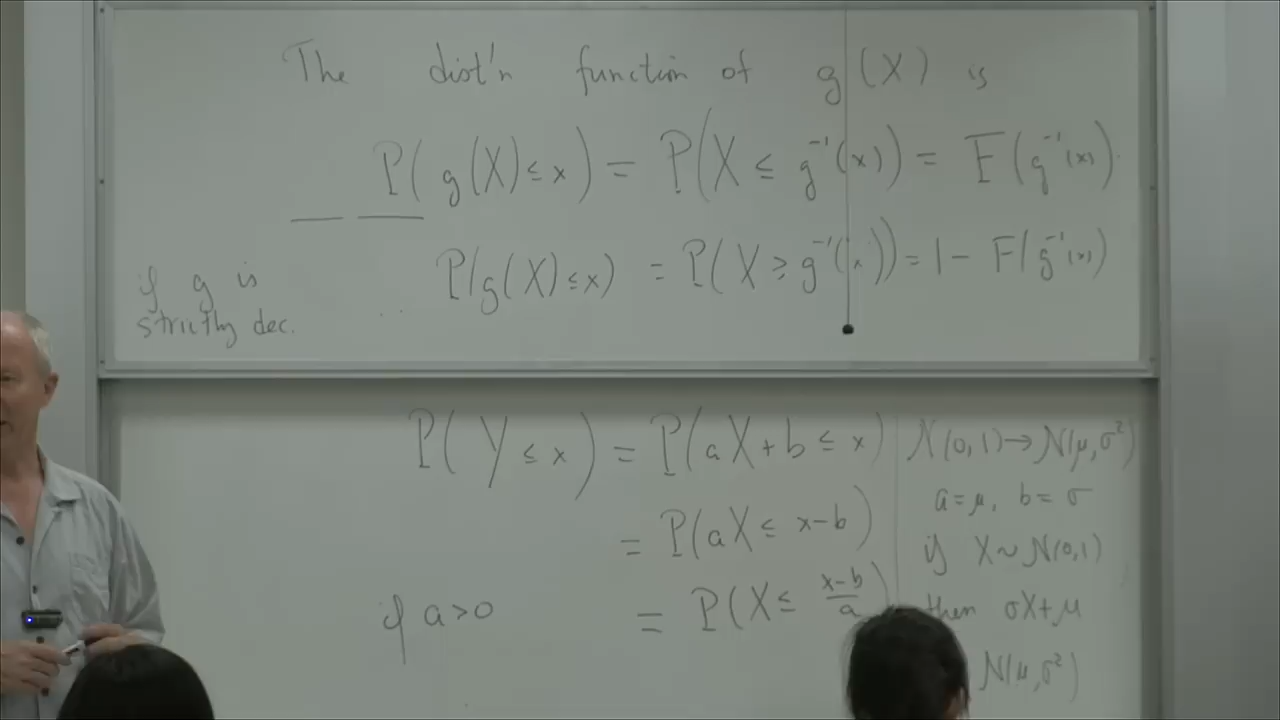 The dist'n function of g(X) is
P(g(X) ≤ x) = P(X ≤ g⁻¹(x)) = F(g⁻¹(x)).
P(g(X) ≤ x) = P(X ≥ g⁻¹(x)) = 1 - F(g⁻¹(x))
if g is
strictly dec.
P(Y ≤ x) = P(aX + b ≤ x)
= P(aX ≤ x-b)
if a>0 = P(X ≤ \frac{x-b}{a})
N(0,1) → N(μ,σ²)
a=μ, b=σ
if X ~ N(0,1)
then σX+μ
N(μ,σ²)